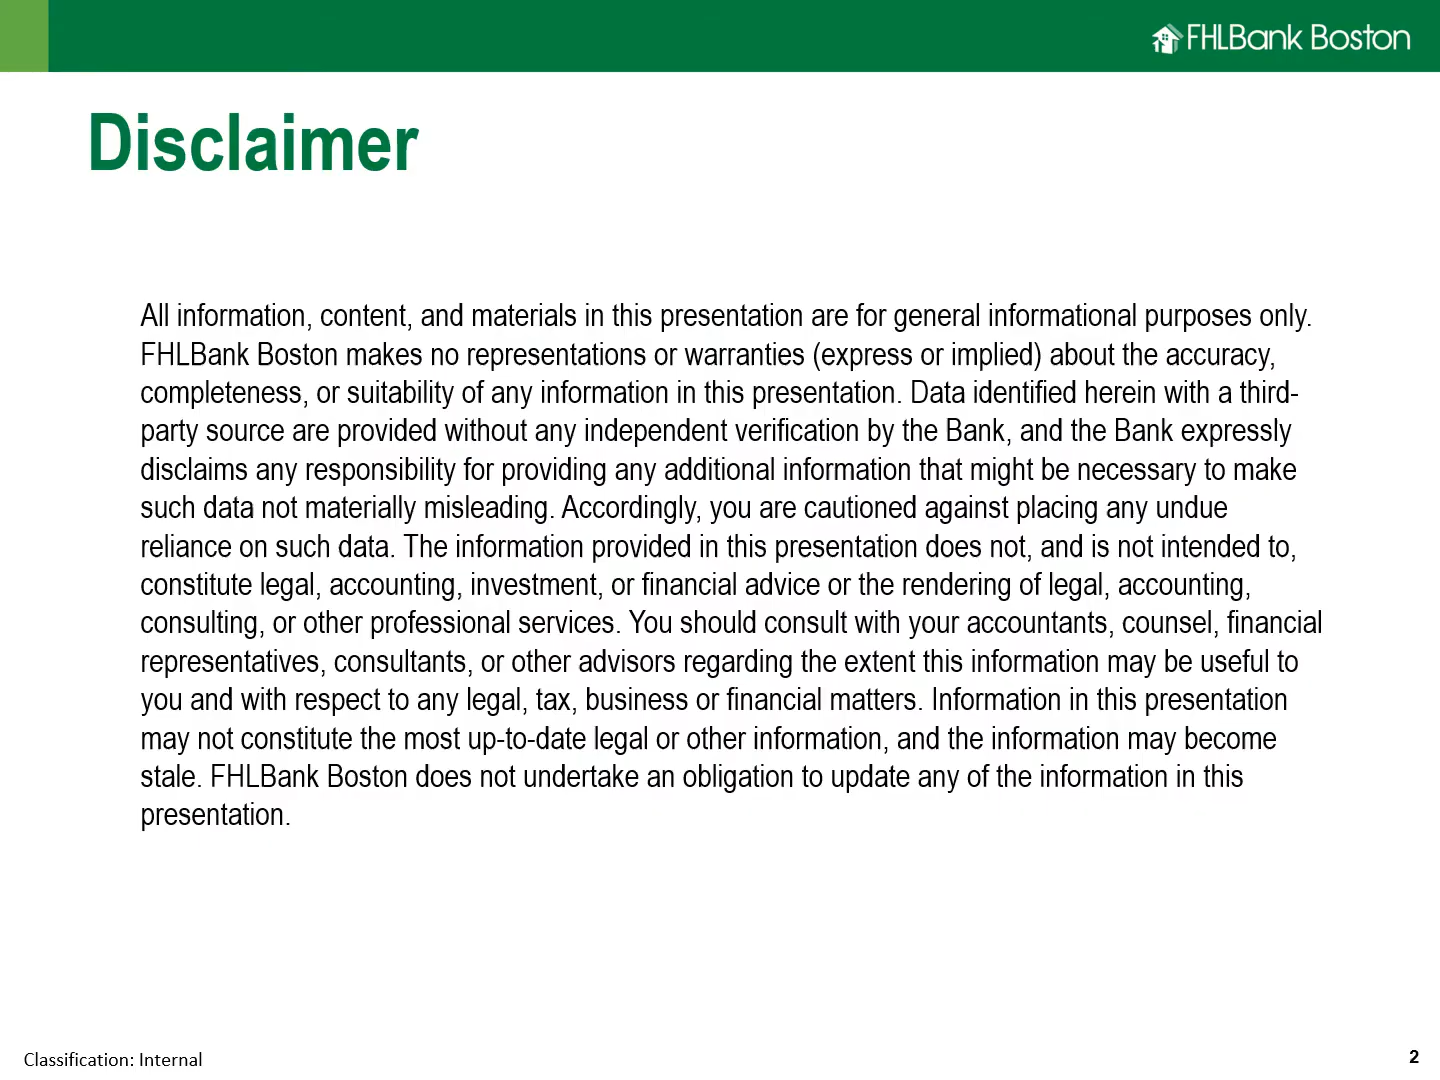 FHLBank Boston
Disclaimer
All information, content, and materials in this presentation are for general informational purposes only.
FHLBank Boston makes no representations or warranties (express or implied) about the accuracy,
completeness, or suitability of any information in this presentation. Data identified herein with a third-
party source are provided without any independent verification by the Bank, and the Bank expressly
disclaims any responsibility for providing any additional information that might be necessary to make
such data not materially misleading. Accordingly, you are cautioned against placing any undue
reliance on such data. The information provided in this presentation does not, and is not intended to,
constitute legal, accounting, investment, or financial advice or the rendering of legal, accounting,
consulting, or other professional services. You should consult with your accountants, counsel, financial
representatives, consultants, or other advisors regarding the extent this information may be useful to
you and with respect to any legal, tax, business or financial matters. Information in this presentation
may not constitute the most up-to-date legal or other information, and the information may become
stale. FHLBank Boston does not undertake an obligation to update any of the information in this
presentation.
Classification: Internal
2